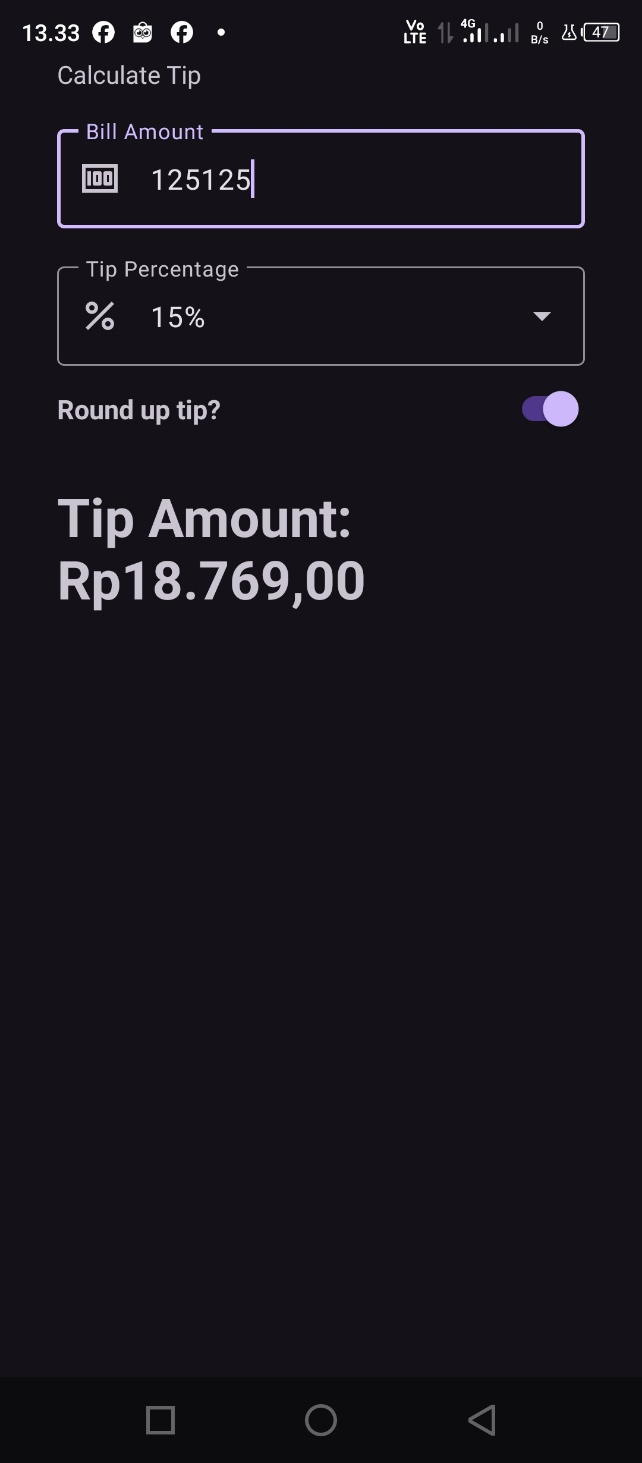 13.33
Vo
LTE
4G
0
B/s
47
Calculate Tip
Bill Amount
100
125125
Tip Percentage
% 15%
Round up tip?
Tip Amount:
Rp18.769,00